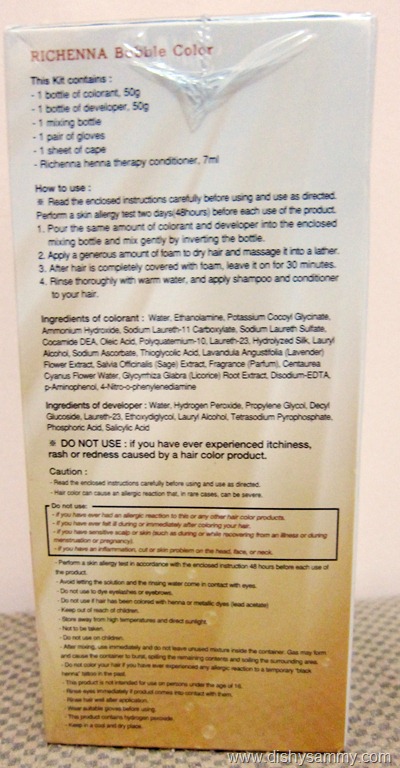 RICHENNA Bubble Color
This Kit contains :
- 1 bottle of colorant, 50g
- 1 bottle of developer, 50g
- 1 mixing bottle
- 1 pair of gloves
- 1 sheet of cape
- Richenna henna therapy conditioner, 7ml
How to use :
※ Read the enclosed instructions carefully before using and use as directed.
Perform a skin allergy test two days(48hours) before each use of the product.
1. Pour the same amount of colorant and developer into the enclosed
mixing bottle and mix gently by inverting the bottle.
2. Apply a generous amount of foam to dry hair and massage it into a lather.
3. After hair is completely covered with foam, leave it on for 30 minutes.
4. Rinse thoroughly with warm water, and apply shampoo and conditioner
to your hair.
Ingredients of colorant : Water, Ethanolamine, Potassium Cocoyl Glycinate,
Ammonium Hydroxide, Sodium Laureth-11 Carboxylate, Sodium Laureth Sulfate,
Cocamide DEA, Oleic Acid, Polyquaternium-10, Laureth-23, Hydrolyzed Silk, Lauryl
Alcohol, Sodium Ascorbate, Thioglycolic Acid, Lavandula Angustifolia (Lavender)
Flower Extract, Salvia Officinalis (Sage) Extract, Fragrance (Parfum), Centaurea
Cyanus Flower Water, Glycyrrhiza Glabra (Licorice) Root Extract, Disodium-EDTA,
p-Aminophenol, 4-Nitro-o-phenylenediamine
Ingredients of developer : Water, Hydrogen Peroxide, Propylene Glycol, Decyl
Glucoside, Laureth-23, Ethoxydiglycol, Lauryl Alcohol, Tetrasodium Pyrophosphate,
Phosphoric Acid, Salicylic Acid
※ DO NOT USE : if you have ever experienced itchiness,
rash or redness caused by a hair color product.
Caution :
- Read the enclosed instructions carefully before using and use as directed.
- Hair color can cause an allergic reaction that, in rare cases, can be severe.
Do not use:
- if you have ever had an allergic reaction to this or any other hair color products.
- if you have ever felt ill during or immediately after coloring your hair.
- if you have sensitive scalp or skin (such as during or while recovering from an illness or during
menstruation or pregnancy).
- if you have an inflammation, cut or skin problem on the head, face, or neck.
- Perform a skin allergy test in accordance with the enclosed instruction 48 hours before each use of
the product.
- Avoid letting the solution and the rinsing water come in contact with eyes.
- Do not use to dye eyelashes or eyebrows.
- Do not use if hair has been colored with henna or metallic dyes (lead acetate)
- Keep out of reach of children.
- Store away from high temperatures and direct sunlight.
- Not to be taken.
- Do not use on children.
- After mixing, use immediately and do not leave unused mixture inside the container. Gas may form
and cause the container to burst, spilling the remaining contents and soiling the surrounding area.
- Do not color your hair if you have ever experienced any allergic reaction to a temporary 'black
henna' tattoo in the past.
- This product is not intended for use on persons under the age of 16.
- Rinse eyes immediately if product comes into contact with them.
- Rinse hair well after application.
- Wear suitable gloves before using.
- This product contains hydrogen peroxide.
- Keep in a cool and dry place.
www.dishysammy.com